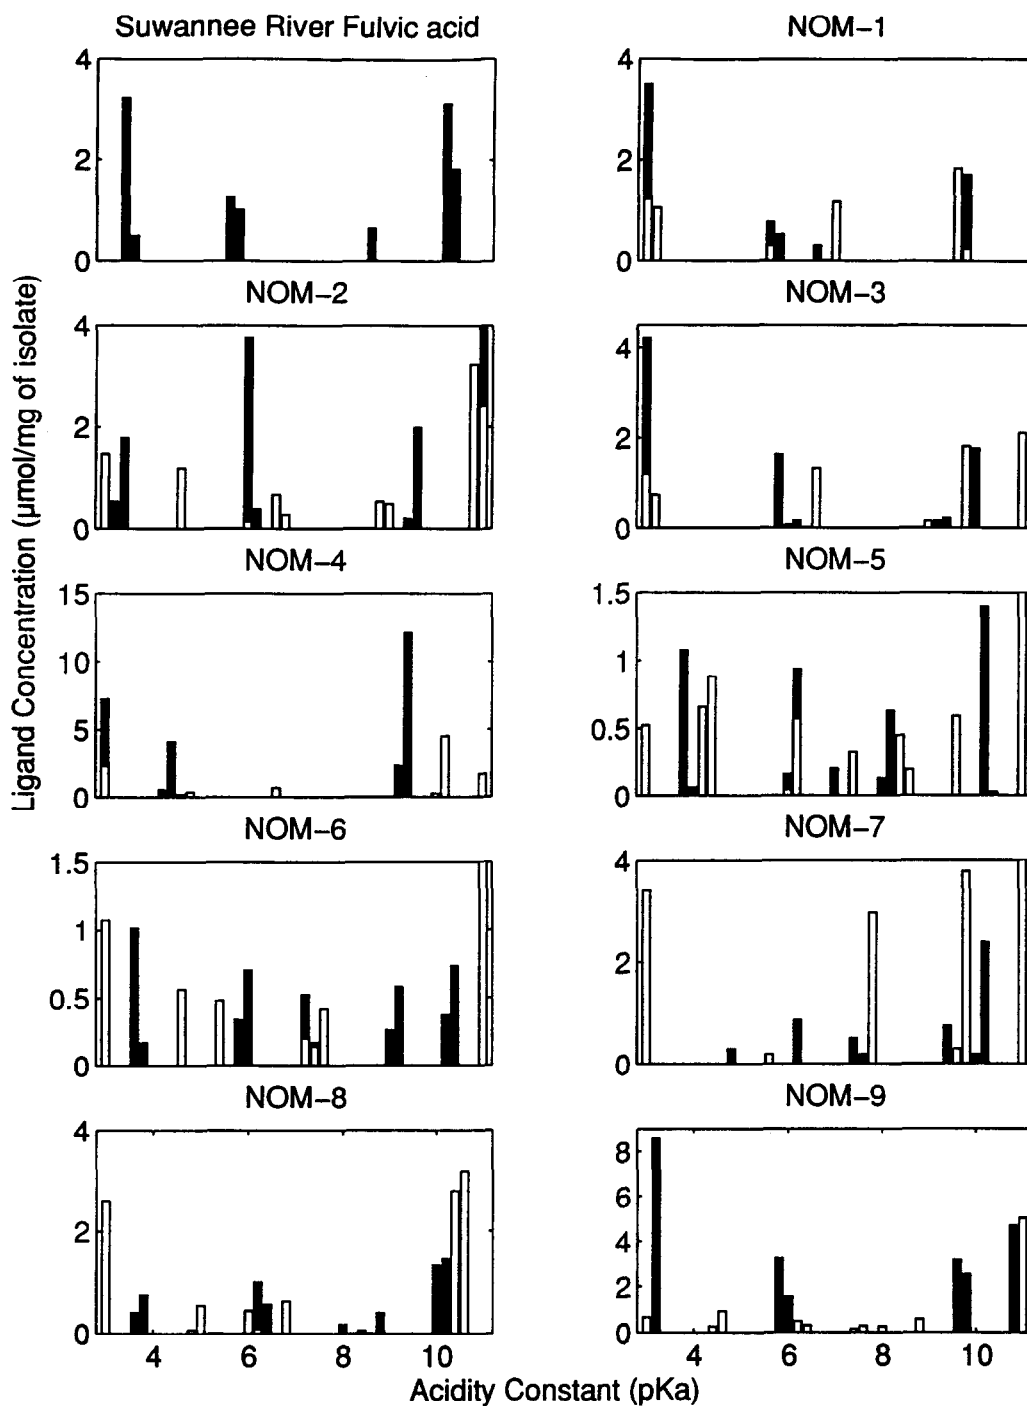 Suwannee River Fulvic acid
NOM−1
4
2
0
4
2
0
NOM−2
NOM−3
4
2
0
4
2
0
NOM−4
NOM−5
15
10
5
0
1.5
1
0.5
0
NOM−6
NOM−7
1.5
1
0.5
0
4
2
0
NOM−8
NOM−9
4
2
0
8
6
4
2
0
4 6 8 10
4 6 8 10
Acidity Constant (pKa)
Ligand Concentration (μmol/mg of isolate)